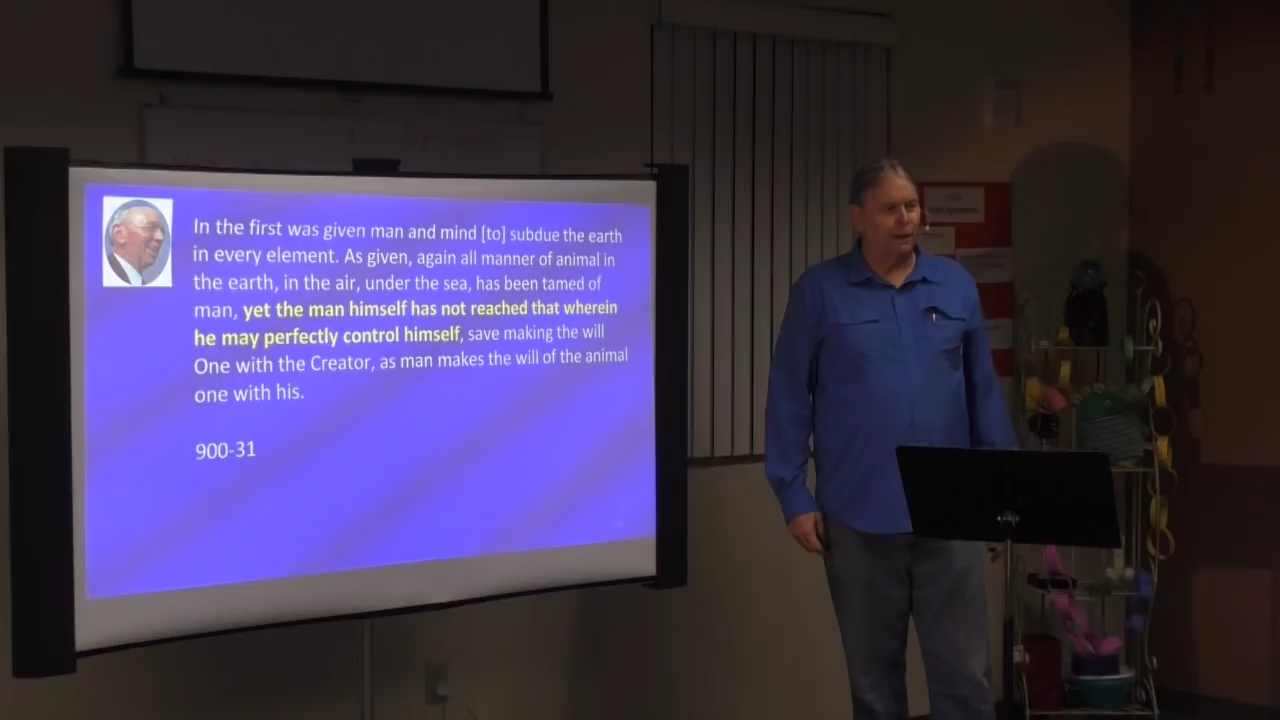 In the first was given man and mind [to] subdue the earth
in every element. As given, again all manner of animal in
the earth, in the air, under the sea, has been tamed of
man, yet the man himself has not reached that wherein
he may perfectly control himself, save making the will
One with the Creator, as man makes the will of the animal
one with his.
900-31